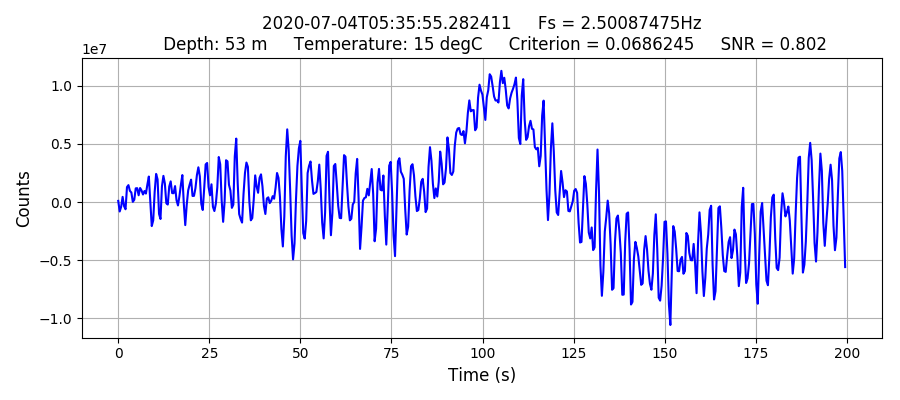 2020-07-04T05:35:55.282411 Fs = 2.50087475Hz
Depth: 53 m Temperature: 15 degC Criterion = 0.0686245 SNR = 0.802
1e7
1.0
0.5
0.0
−0.5
−1.0
Counts
0 25 50 75 100 125 150 175 200
Time (s)